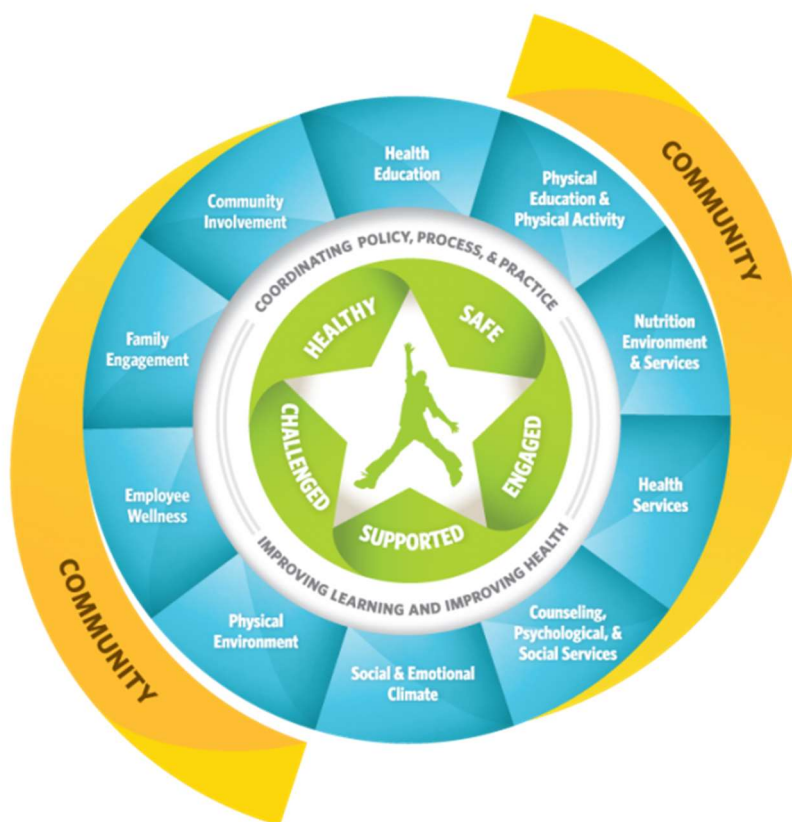 COMMUNITY
Health
Education
Physical
Education &
Physical Activity
Nutrition
Environment
& Services
Health
Services
Counseling,
Psychological, &
Social Services
Social & Emotional
Climate
Physical
Environment
Employee
Wellness
Family
Engagement
Community
Involvement
COORDINATING POLICY, PROCESS, & PRACTICE
IMPROVING LEARNING AND IMPROVING HEALTH
HEALTHY
SAFE
ENGAGED
SUPPORTED
CHALLENGED
COMMUNITY